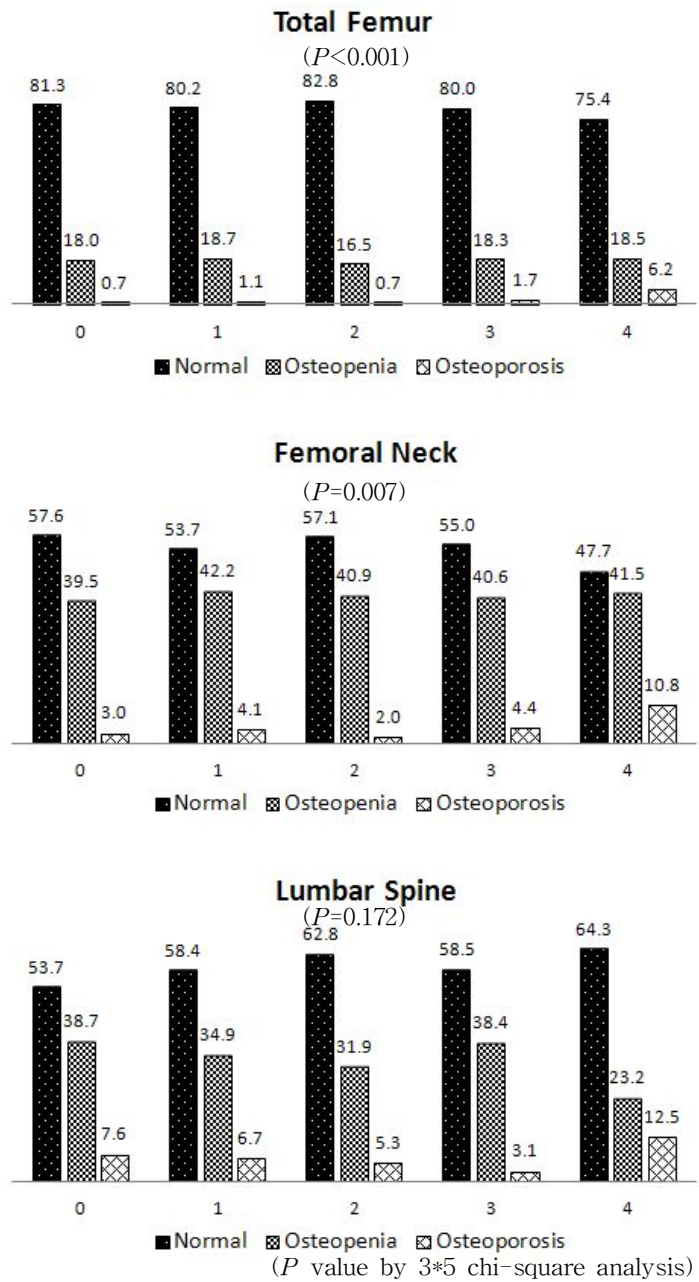 Total Femur
(P<0.001)
81.3 80.2 82.8 80.0 75.4
18.0 18.7 16.5 18.3 18.5
0.7 1.1 0.7 1.7 6.2
0 1 2 3 4
Normal Osteopenia Osteoporosis
Femoral Neck
(P=0.007)
57.6 53.7 57.1 55.0 47.7
39.5 42.2 40.9 40.6 41.5
3.0 4.1 2.0 4.4 10.8
0 1 2 3 4
Normal Osteopenia Osteoporosis
Lumbar Spine
(P=0.172)
53.7 58.4 62.8 58.5 64.3
38.7 34.9 31.9 38.4 23.2
7.6 6.7 5.3 3.1 12.5
0 1 2 3 4
Normal Osteopenia Osteoporosis
(P value by 3*5 chi-square analysis)